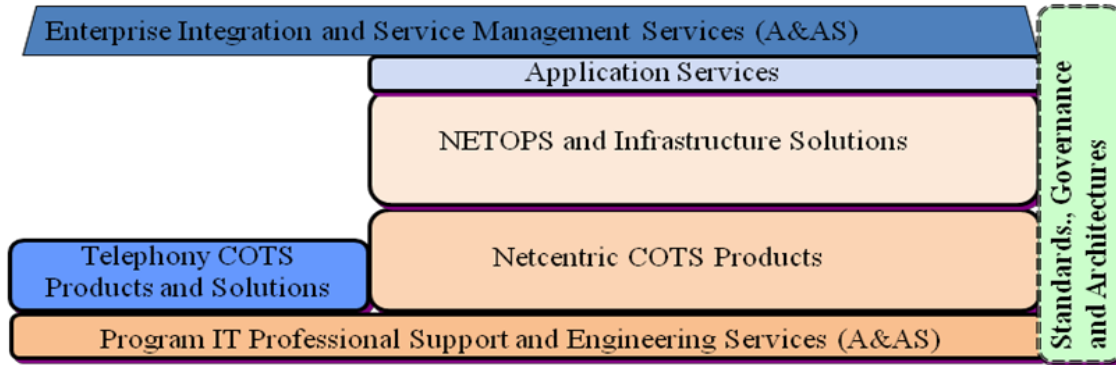 Enterprise Integration and Service Management Services (A&AS)
Application Services
NETOPS and Infrastructure Solutions
Telephony COTS
Products and Solutions
Netcentric COTS Products
Program IT Professional Support and Engineering Services (A&AS)
Standards., Governance
and Architectures